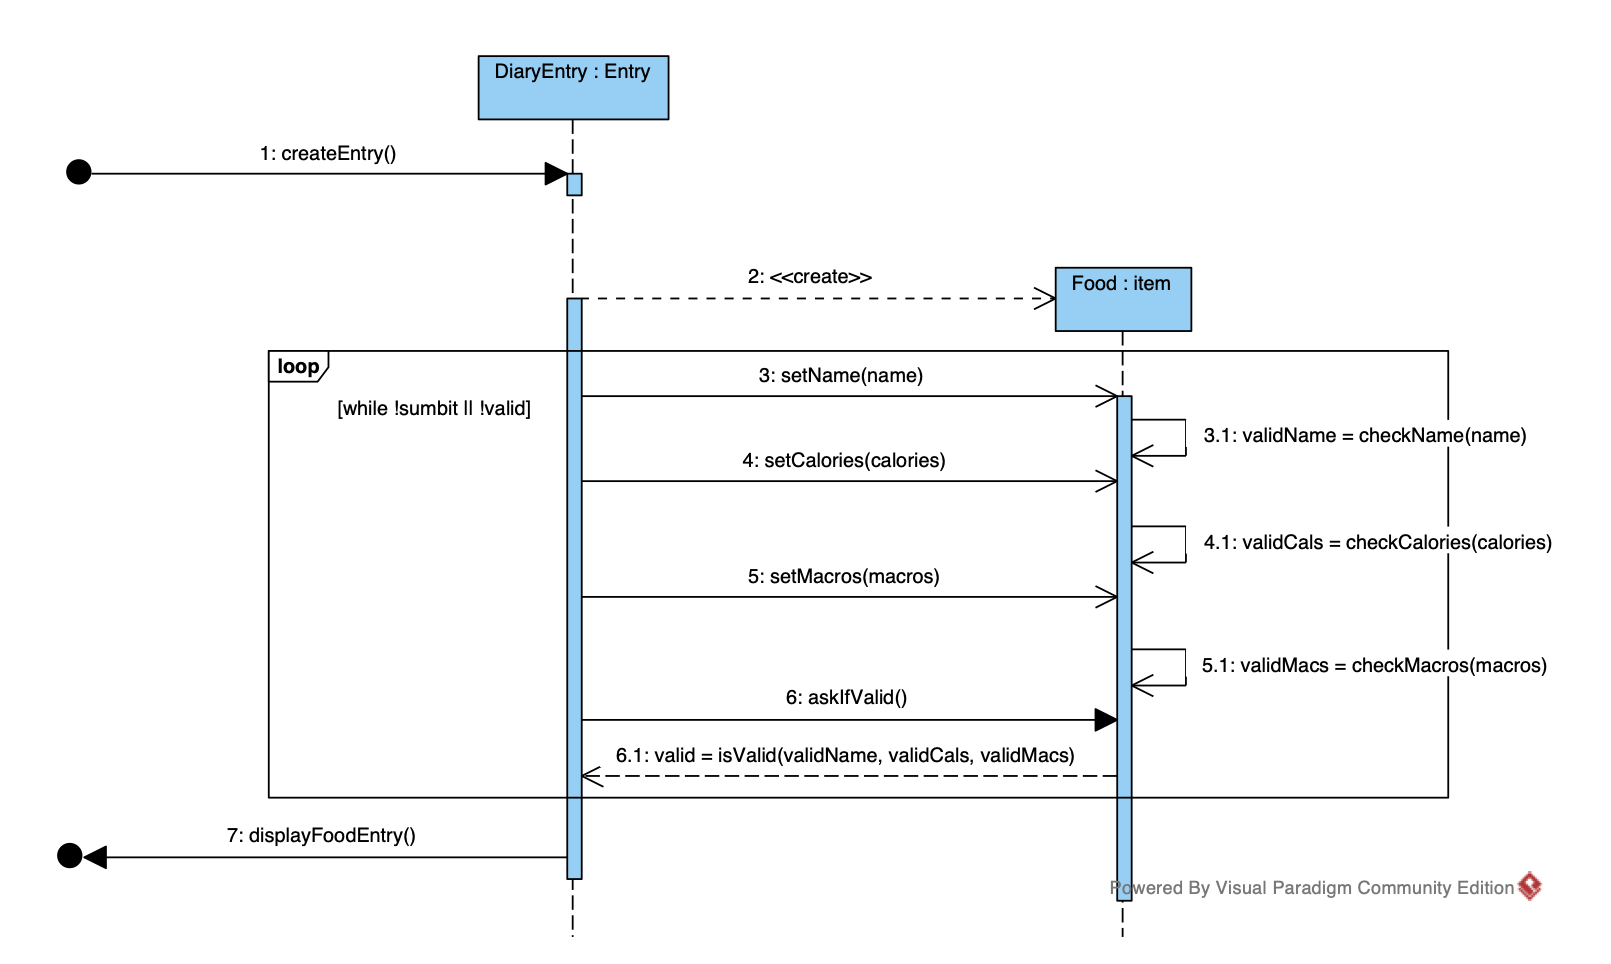 DiaryEntry : Entry
1: createEntry()
2: <<create>>
Food : item
loop
[while !sumbit || !valid]
3: setName(name)
3.1: validName = checkName(name)
4: setCalories(calories)
4.1: validCals = checkCalories(calories)
5: setMacros(macros)
5.1: validMacs = checkMacros(macros)
6: askIfValid()
6.1: valid = isValid(validName, validCals, validMacs)
7: displayFoodEntry()
Powered By Visual Paradigm Community Edition